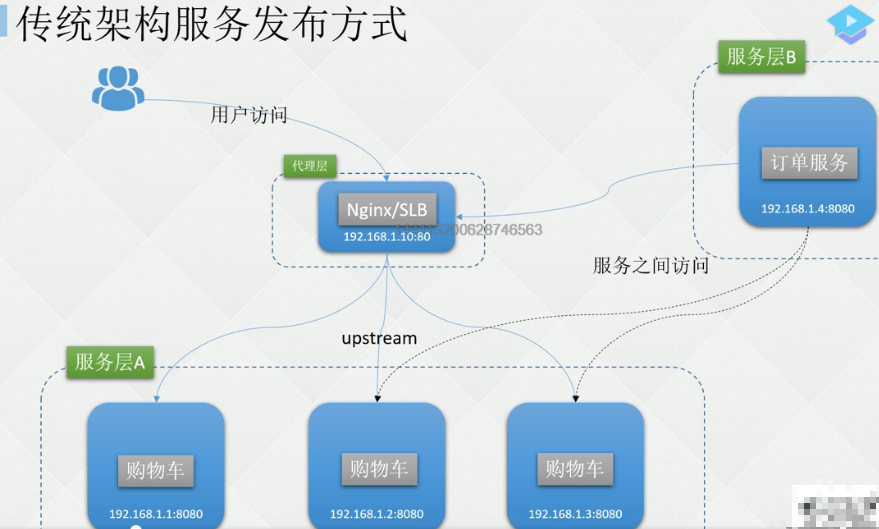 传统架构服务发布方式
服务层B
用户访问
代理层
订单服务
Nginx/SLB
192.168.1.4:8080
192.168.1.10:80
服务之间访问
upstream
服务层A
购物车
购物车
购物车
192.168.1.1:8080
192.168.1.2:8080
192.168.1.3:8080